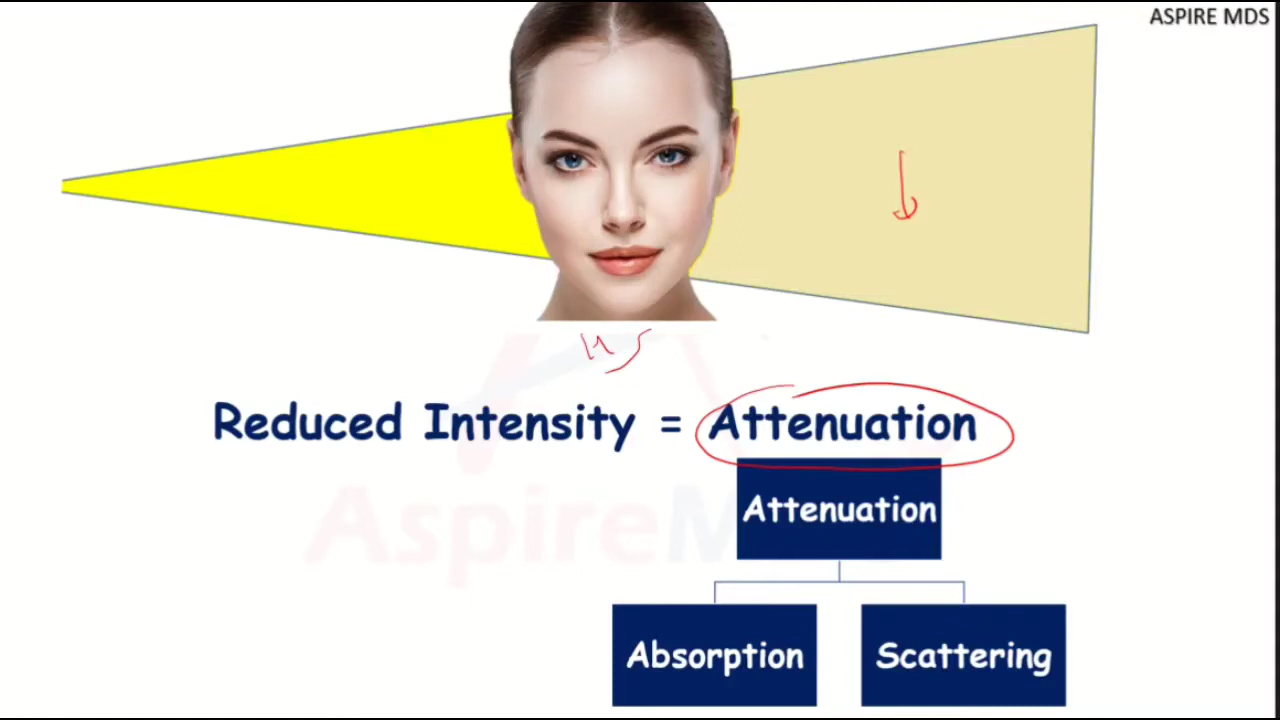 ASPIRE MDS
Reduced Intensity = Attenuation
Attenuation
Absorption
Scattering